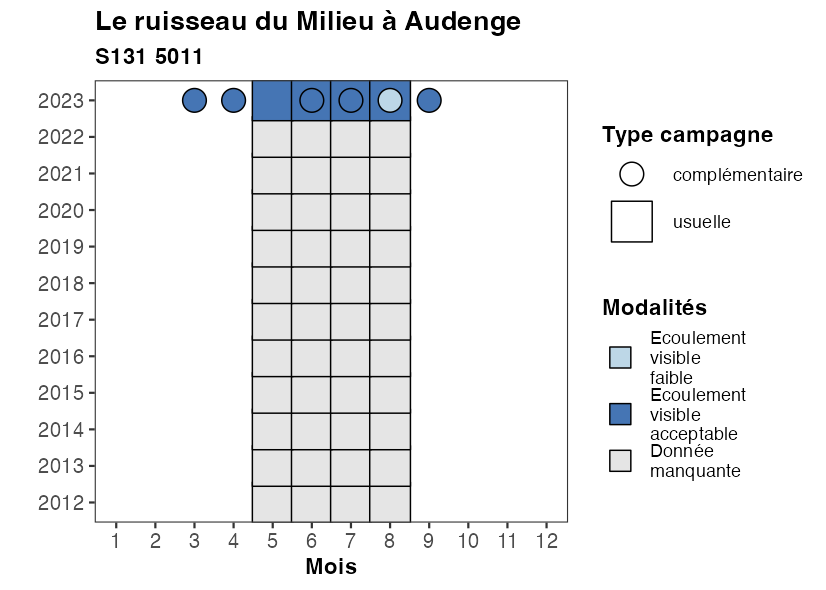 Le ruisseau du Milieu à Audenge
S131 5011
2023
2022
2021
2020
2019
2018
2017
2016
2015
2014
2013
2012
1 2 3 4 5 6 7 8 9 10 11 12
Mois
Type campagne
complémentaire
usuelle
Modalités
Ecoulement
visible
faible
Ecoulement
visible
acceptable
Donnée
manquante